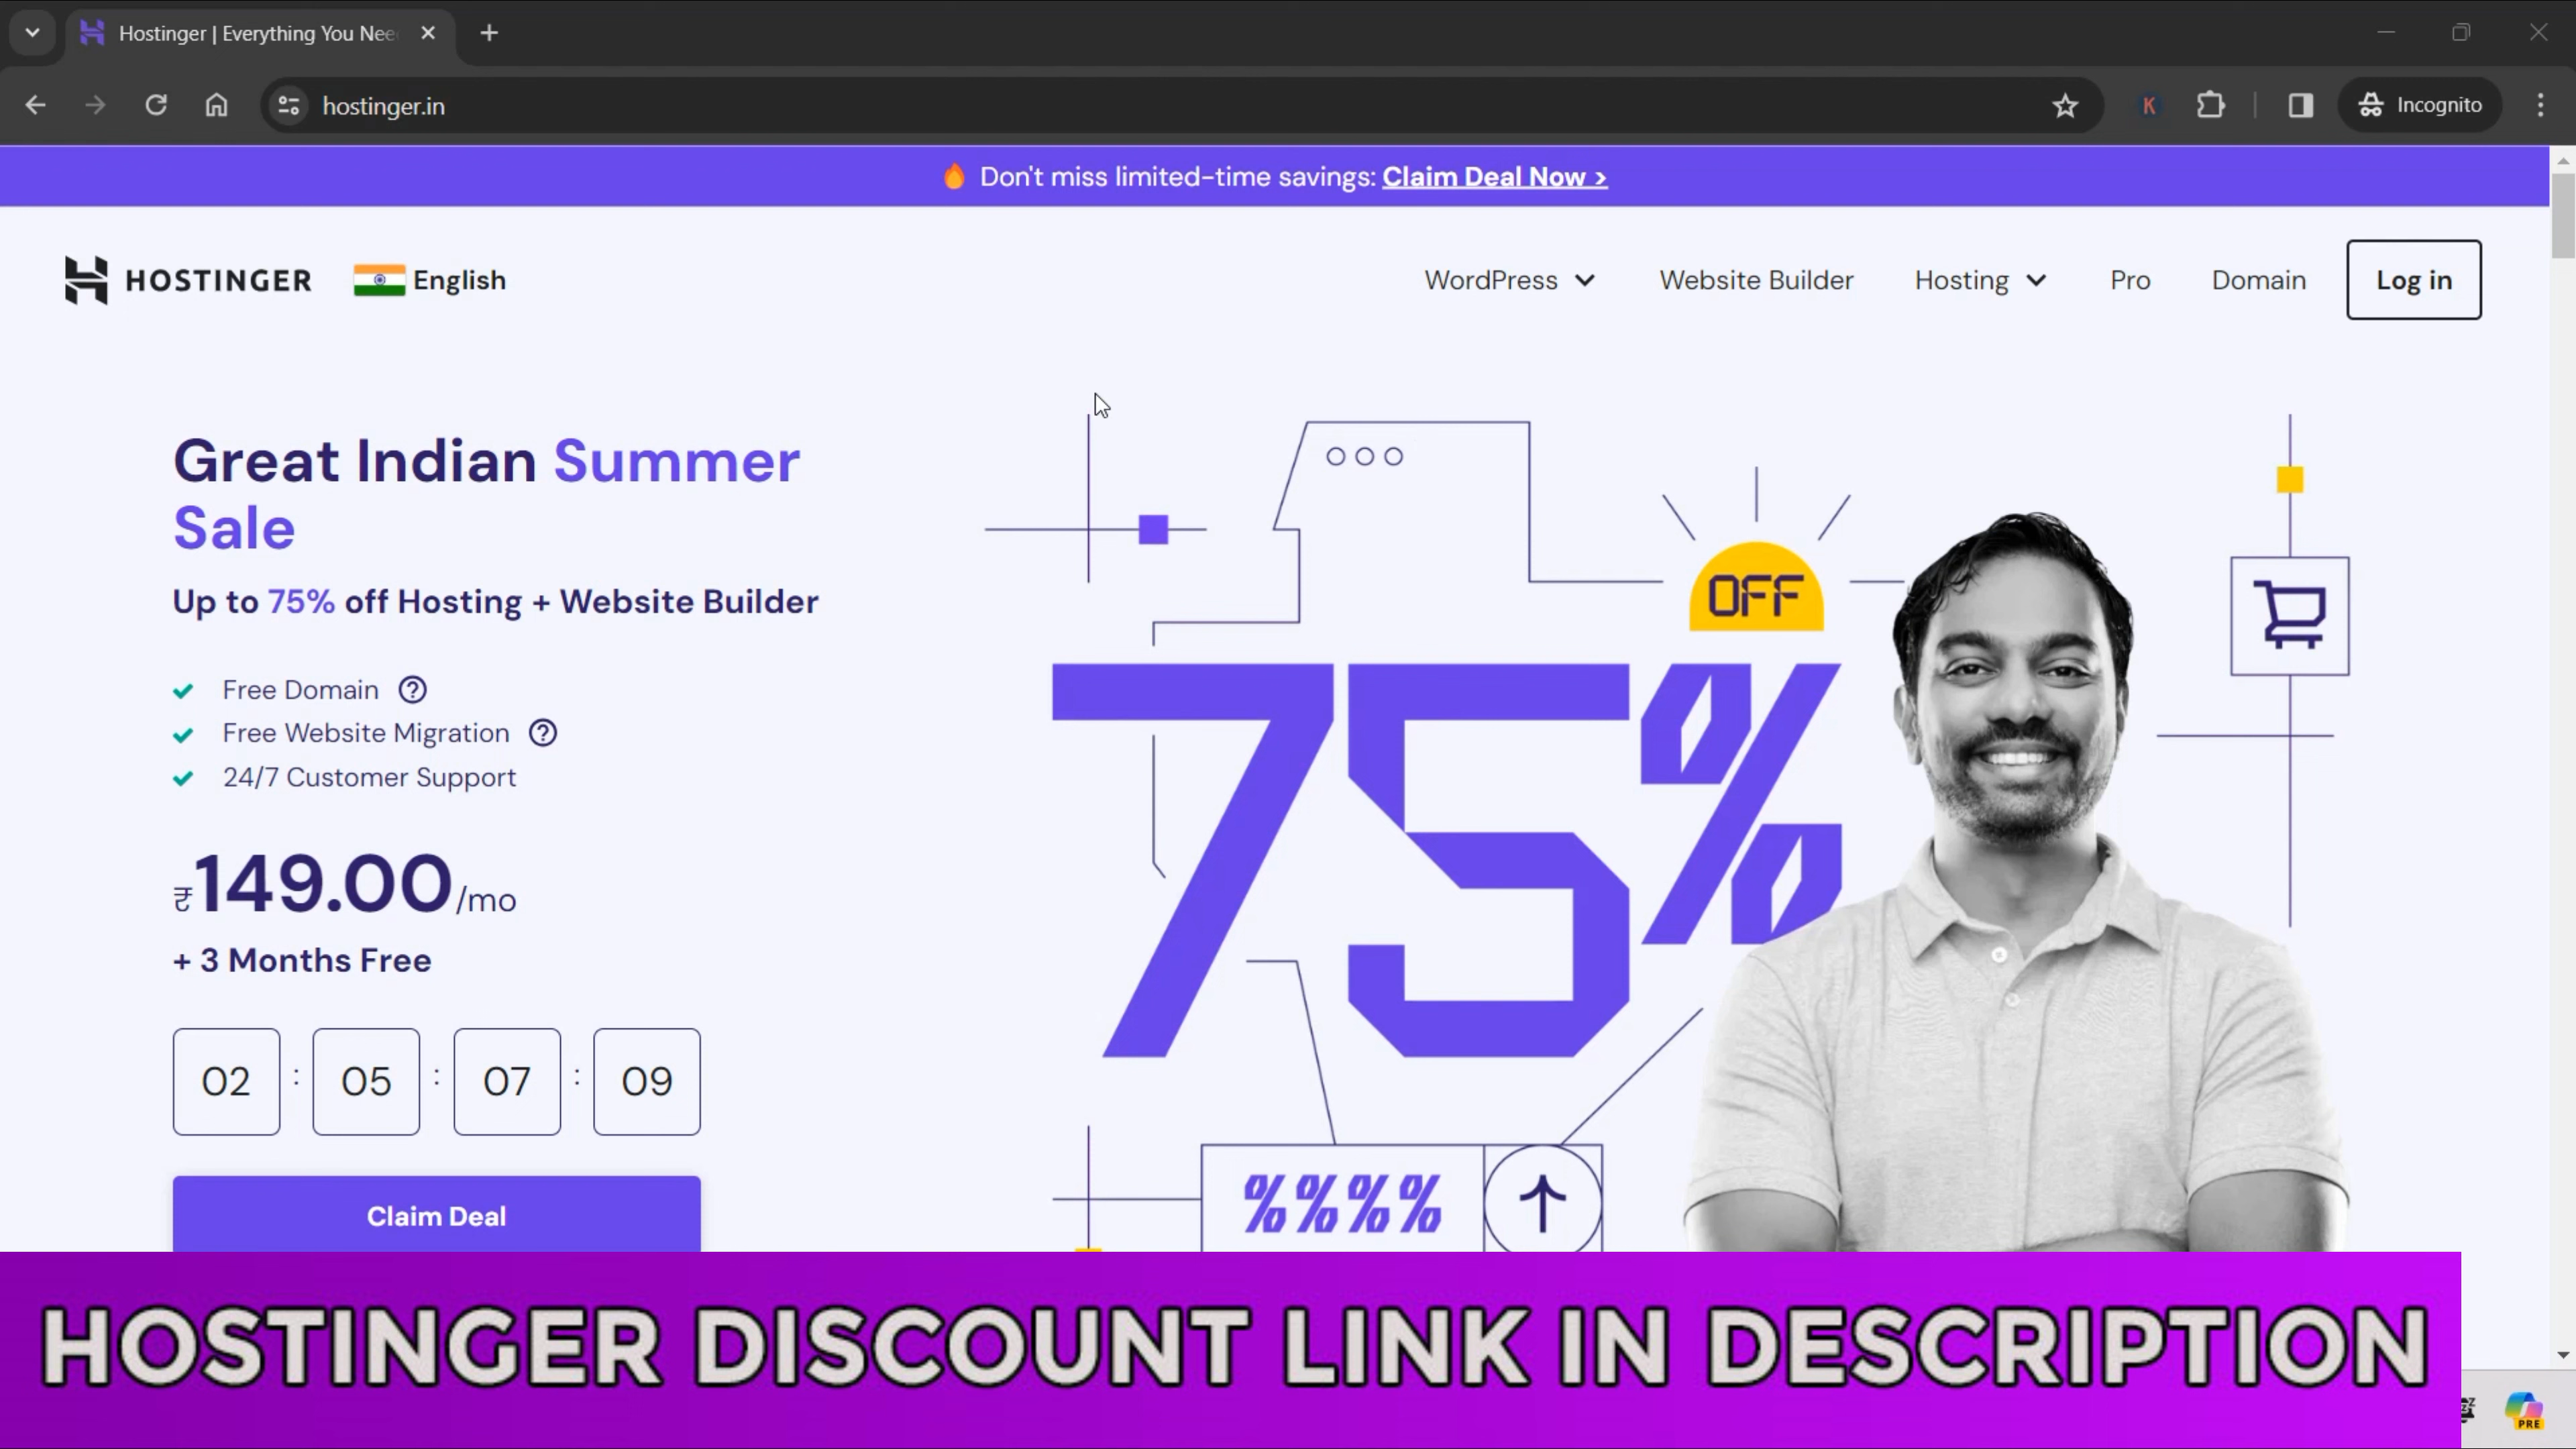 Hostinger | Everything You Nee
hostinger.in
K
Incognito
Don't miss limited-time savings: Claim Deal Now >
HOSTINGER
English
WordPress
Website Builder
Hosting
Pro
Domain
Log in
Great Indian Summer
Sale
Up to 75% off Hosting + Website Builder
Free Domain
Free Website Migration
24/7 Customer Support
₹149.00/mo
+ 3 Months Free
02 : 05 : 07 : 09
Claim Deal
OFF
75%
%%%%
HOSTINGER DISCOUNT LINK IN DESCRIPTION
PRE